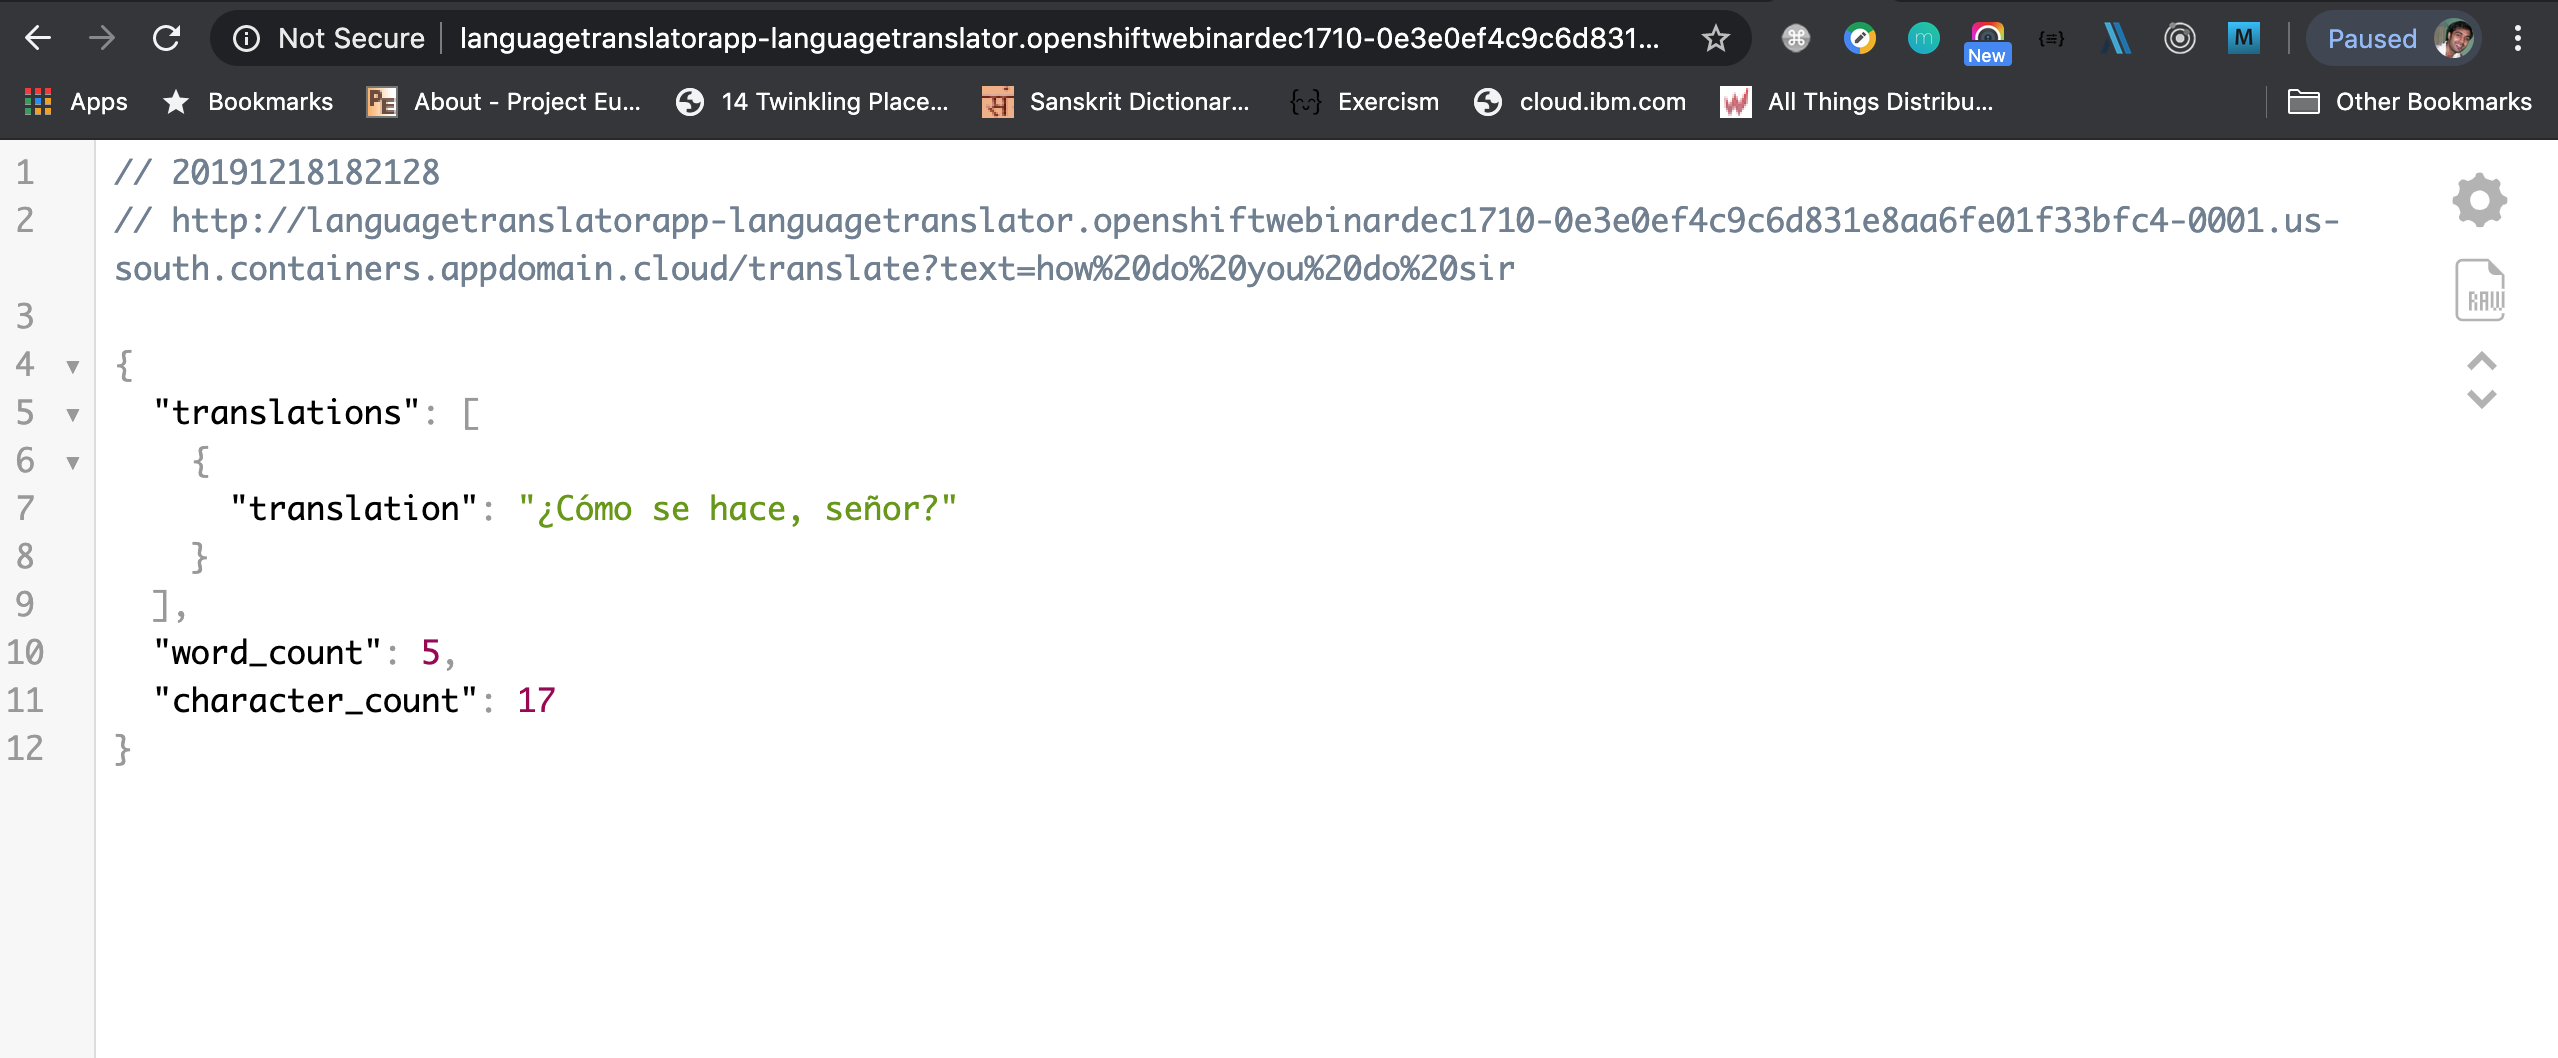 Not Secure languagetranslatorapp-languagetranslator.openshiftwebinardec1710-0e3e0ef4c9c6d831... m New {≡} M Paused
Apps Bookmarks PE About - Project Eu... 14 Twinkling Place... Sanskrit Dictionar... Exercism cloud.ibm.com All Things Distribu... Other Bookmarks
1 // 20191218182128
2 // http://languagetranslatorapp-languagetranslator.openshiftwebinardec1710-0e3e0ef4c9c6d831e8aa6fe01f33bfc4-0001.us-
south.containers.appdomain.cloud/translate?text=how%20do%20you%20do%20sir
RAW
3
4 {
5 "translations": [
6 {
7 "translation": "¿Cómo se hace, señor?"
8 }
9 ],
10 "word_count": 5,
11 "character_count": 17
12 }